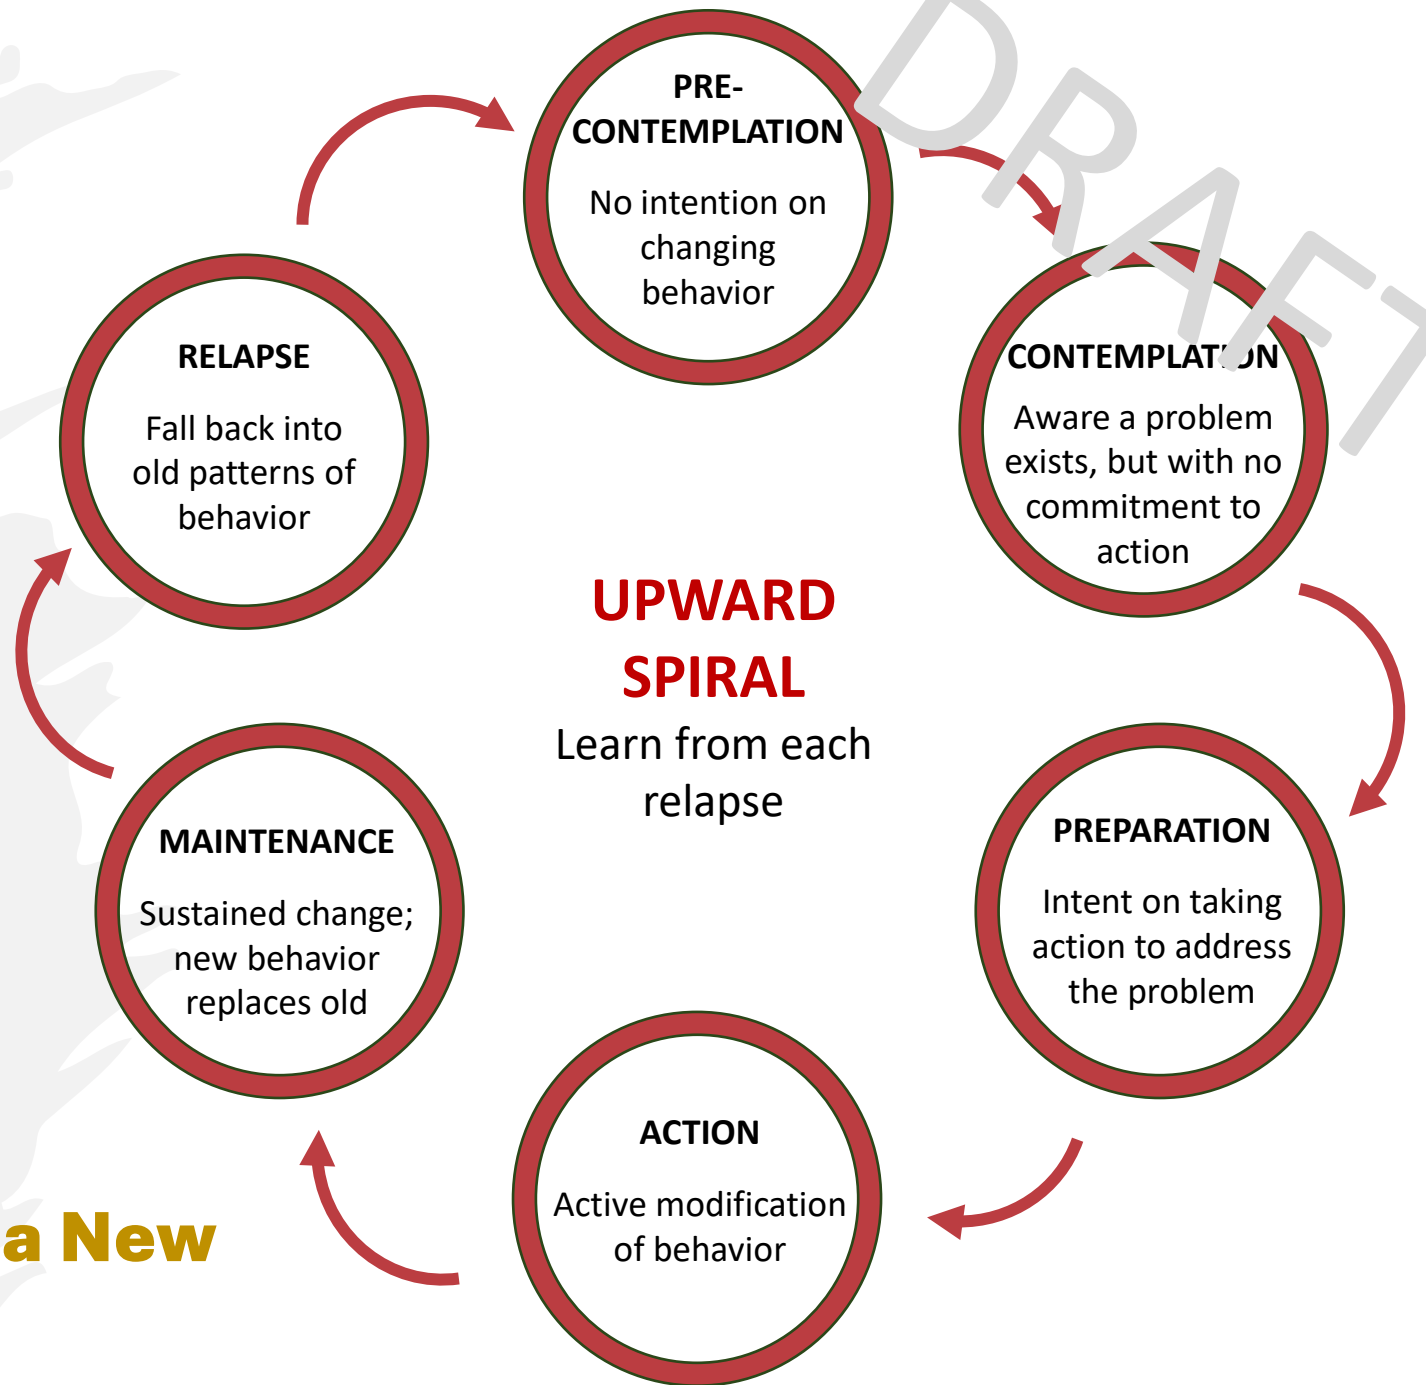 PRE-
CONTEMPLATION
No intention on
changing
behavior
DRAFT
CONTEMPLATION
Aware a problem
exists, but with no
commitment to
action
PREPARATION
Intent on taking
action to address
the problem
ACTION
Active modification
of behavior
MAINTENANCE
Sustained change;
new behavior
replaces old
RELAPSE
Fall back into
old patterns of
behavior
UPWARD
SPIRAL
Learn from each
relapse
a New